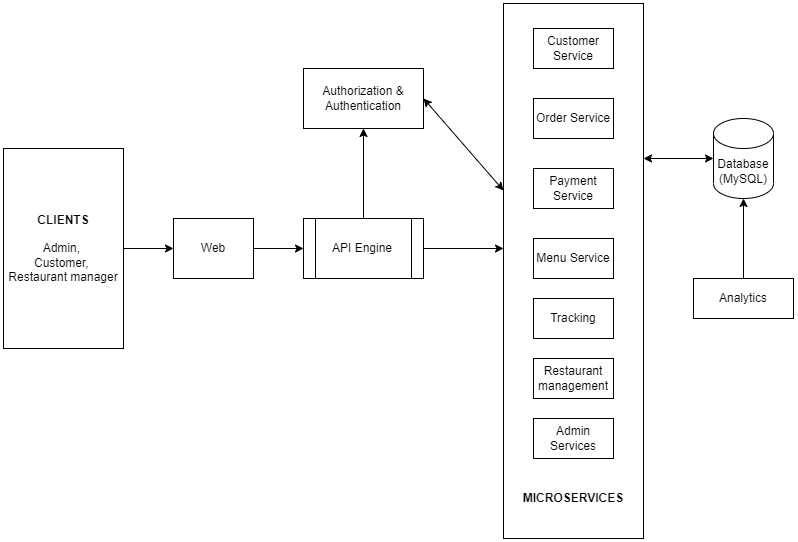 CLIENTS
Admin,
Customer,
Restaurant manager
Web
Authorization &
Authentication
API Engine
Customer
Service
Order Service
Payment
Service
Menu Service
Tracking
Restaurant
management
Admin
Services
MICROSERVICES
Database
(MySQL)
Analytics